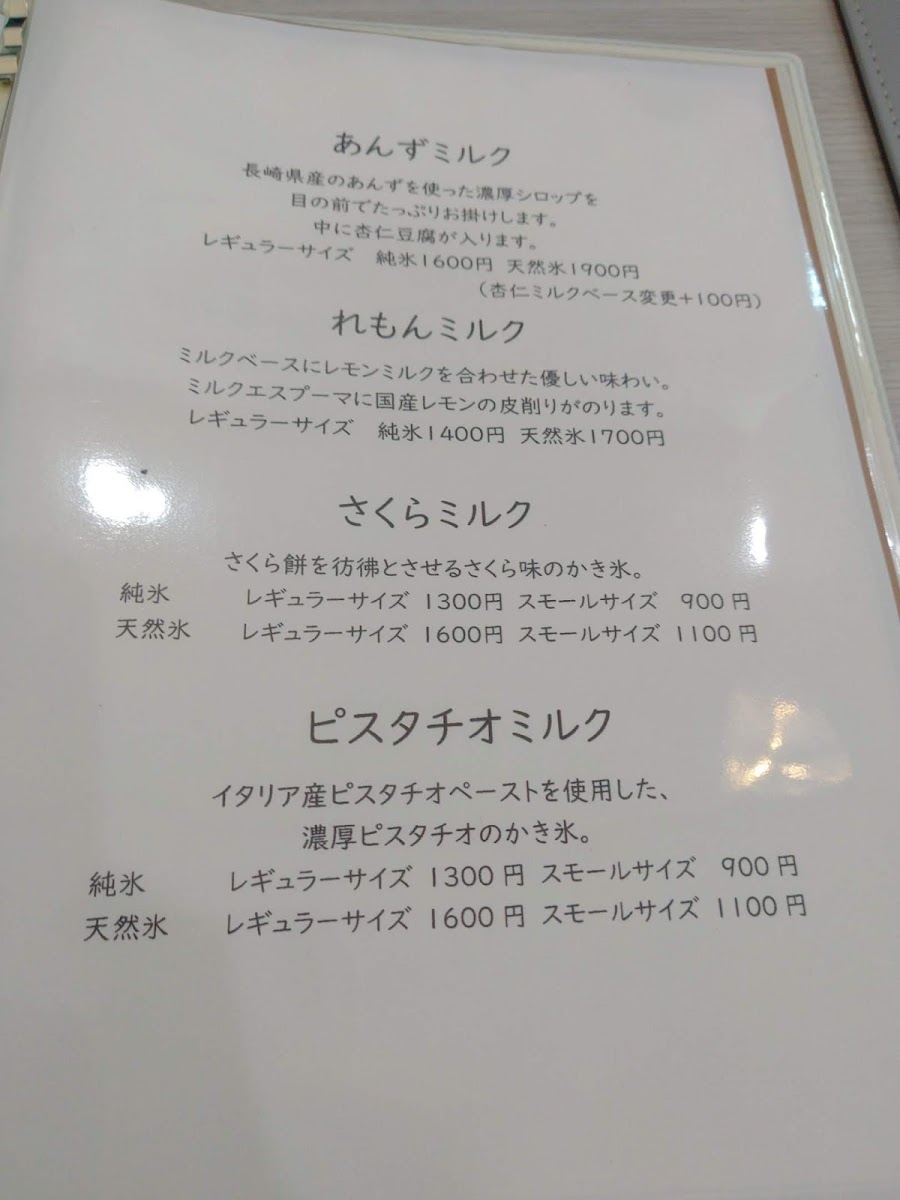 あんずミルク
長崎県産のあんずを使った濃厚シロップを
目の前でたっぷりお掛けします。
中に杏仁豆腐が入ります。
レギュラーサイズ 純氷1600円 天然氷1900円
(杏仁ミルクベース変更+100円)
れもんミルク
ミルクベースにレモンミルクを合わせた優しい味わい。
ミルクエスプーマに国産レモンの皮削りがのります。
レギュラーサイズ 純氷1400円 天然氷1700円
さくらミルク
さくら餅を彷彿とさせるさくら味のかき氷。
純氷 レギュラーサイズ 1300円 スモールサイズ 900円
天然氷 レギュラーサイズ 1600円 スモールサイズ 1100円
ピスタチオミルク
イタリア産ピスタチオペーストを使用した、
濃厚ピスタチオのかき氷。
純氷 レギュラーサイズ 1300円 スモールサイズ 900円
天然氷 レギュラーサイズ 1600円 スモールサイズ 1100円